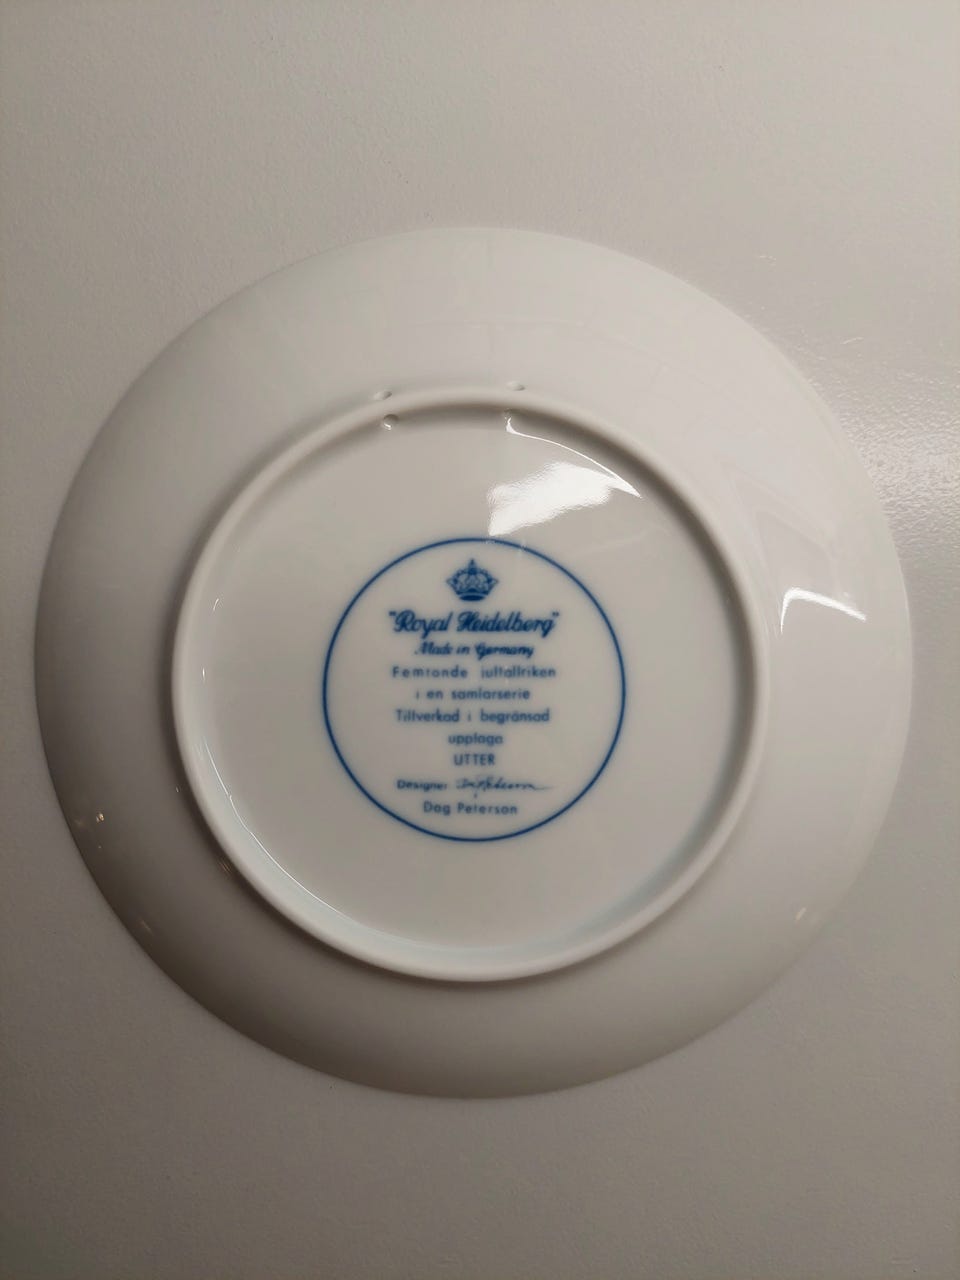 "Royal Heidelberg"
Made in Germany
Femtonde jultallriken
i en samlarserie
Tillverkad i begränsad
upplaga
UTTER
Designer
Dag Peterson